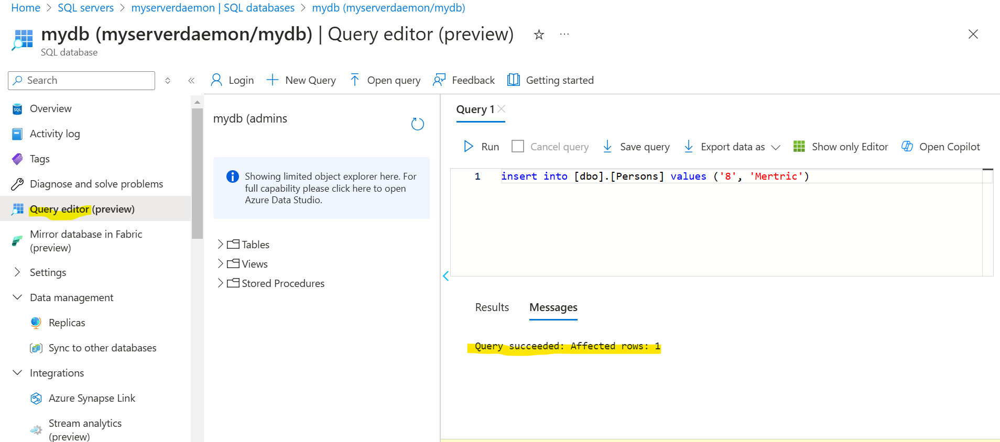 Home > SQL servers > myserverdaemon | SQL databases > mydb (myserverdaemon/mydb)
mydb (myserverdaemon/mydb) | Query editor (preview)
SQL database
Search
Login
New Query
Open query
Feedback
Getting started
Overview
Activity log
Tags
Diagnose and solve problems
Query editor (preview)
Mirror database in Fabric
(preview)
Settings
Data management
Replicas
Sync to other databases
Integrations
Azure Synapse Link
Stream analytics
(preview)
mydb (admins
Showing limited object explorer here. For
full capability please click here to open
Azure Data Studio.
Tables
Views
Stored Procedures
Query 1
Run
Cancel query
Save query
Export data as
Show only Editor
Open Copilot
1 insert into [dbo].[Persons] values ('8', 'Mertric')
Results
Messages
Query succeeded: Affected rows: 1